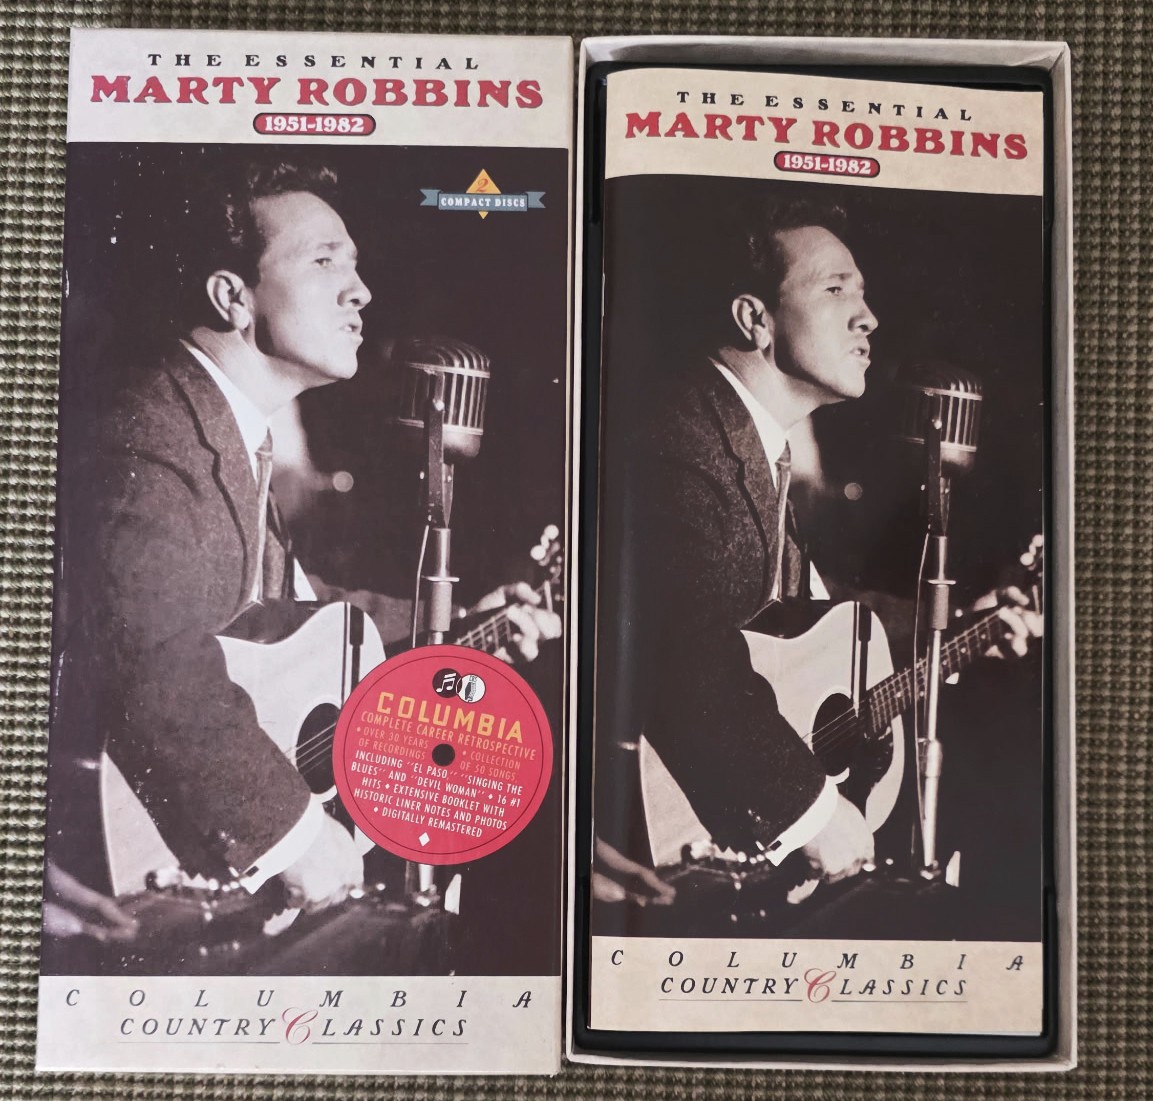 THE ESSENTIAL
MARTY ROBBINS
1951-1982
2
COMPACT DISCS
COLUMBIA
COMPLETE CAREER RETROSPECTIVE
• OVER 30 YEARS
OF RECORDINGS
• COLLECTION
OF 50 SONGS
INCLUDING "EL PASO" "SINGING THE
BLUES" AND "DEVIL WOMAN" • 16 #1
HITS • EXTENSIVE BOOKLET WITH
HISTORIC LINER NOTES AND PHOTOS
• DIGITALLY REMASTERED
COLUMBIA
COUNTRY CLASSICS
THE ESSENTIAL
MARTY ROBBINS
1951-1982
COLUMBIA
COUNTRY CLASSICS